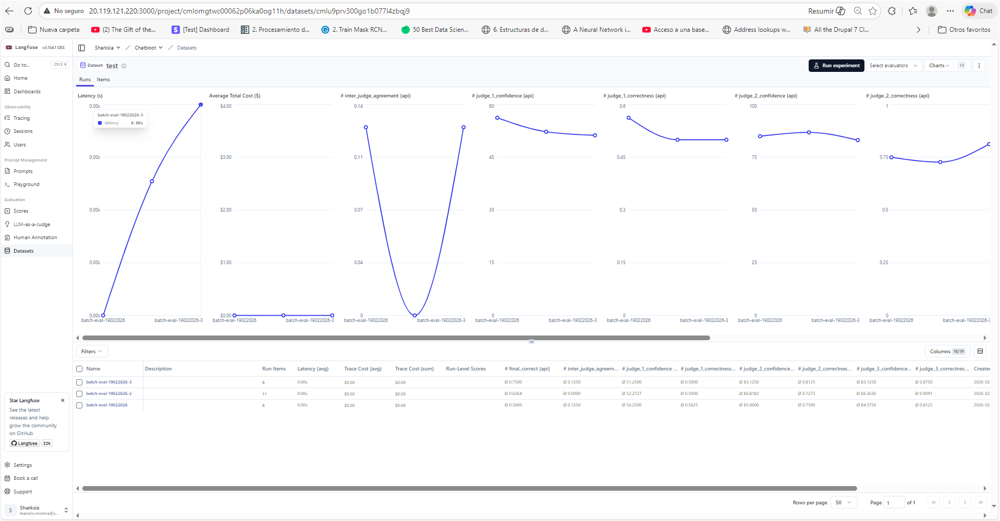 No seguro 20.119.121.220:3000/project/cmlomgtwc00062p06ka0og11h/datasets/cmlu9prv300go1b077l4zbqj9 Resumir Chat
Nueva carpeta (2) The Gift of the... [Test] Dashboard 2. Procesamiento d... 2. Train Mask RCN... 50 Best Data Scien... 6. Estructuras de d... A Neural Network i... Acceso a una base... Address lookups w... All the Drupal 7 Cl... Otros favoritos
Langfuse v3.154.1 OSS
Sharksia / Chatboot / Datasets
Go to... Ctrl K
Home
Dashboards
Observability
Tracing
Sessions
Users
Prompt Management
Prompts
Playground
Evaluation
Scores
LLM-as-a-Judge
Human Annotation
Datasets
Star Langfuse
See the latest
releases and help
grow the community
on GitHub
Langfuse 22k
Settings
Book a call
Support
S
Sharksia
leandro.morera@s...
Dataset test
Run experiment Select evaluators Charts 10
Runs Items
Latency (s)
0.00s
0.00s
0.00s
0.00s
0.00s
batch-eval-19022026-3
latency 0.00s
batch-eval-19022026 batch-eval-19022026-3
Average Total Cost ($)
$4.00
$3.00
$2.00
$1.00
$0.00
batch-eval-19022026 batch-eval-19022026-3
# inter_judge_agreement (api)
0.14
0.11
0.07
0.04
0
batch-eval-19022026 batch-eval-19022026-3
# judge_1_confidence (api)
60
45
30
15
0
batch-eval-19022026 batch-eval-19022026-3
# judge_1_correctness (api)
0.6
0.45
0.3
0.15
0
batch-eval-19022026 batch-eval-19022026-3
# judge_2_confidence (api)
100
75
50
25
0
batch-eval-19022026 batch-eval-19022026-3
# judge_2_correctness (api)
1
0.75
0.5
0.25
0
batch-eval-19022026 batch-eval-19022026-3
Filters
Columns 18/19
Name Description Run Items Latency (avg) Trace Cost (avg) Trace Cost (sum) Run-Level Scores # final_correct (api) # inter_judge_agreem... # judge_1_confidence ... # judge_1_correctness... # judge_2_confidence... # judge_2_correctnes... # judge_3_confidence... # judge_3_correctnes... Create
batch-eval-19022026-3 8 0.00s $0.00 $0.00 Ø 0.7500 Ø 0.1250 Ø 51.2500 Ø 0.5000 Ø 83.1250 Ø 0.8125 Ø 83.1250 Ø 0.8750 2026-02
batch-eval-19022026-2 11 0.00s $0.00 $0.00 Ø 0.6364 Ø 0.0000 Ø 52.2727 Ø 0.5000 Ø 86.8182 Ø 0.7273 Ø 86.3636 Ø 0.9091 2026-02
batch-eval-19022026 8 0.00s $0.00 $0.00 Ø 0.5000 Ø 0.1250 Ø 56.2500 Ø 0.5625 Ø 85.0000 Ø 0.7500 Ø 84.3750 Ø 0.8125 2026-02
Rows per page 50 Page 1 of 1